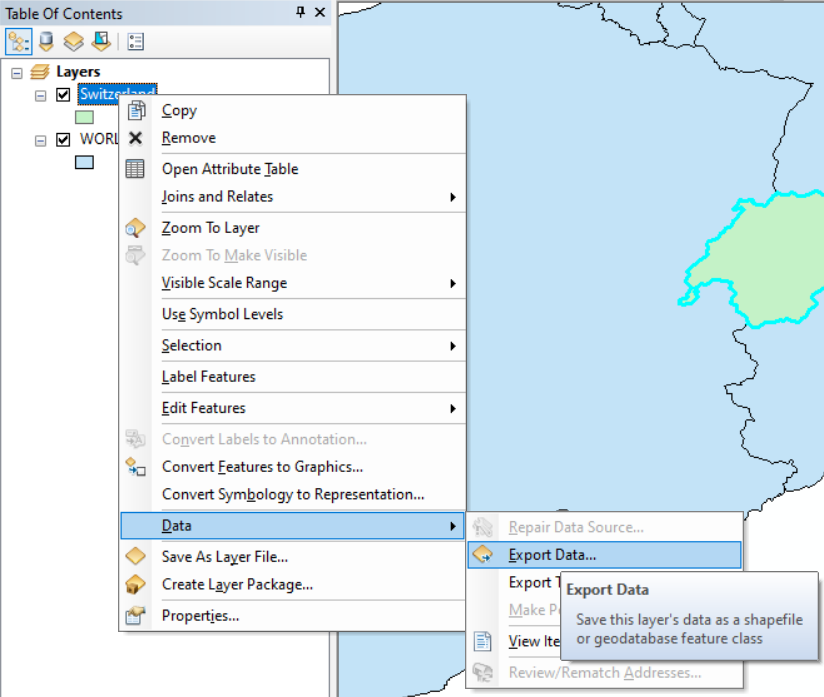 Table Of Contents
Layers
Switzerland
WORL
Copy
Remove
Open Attribute Table
Joins and Relates
Zoom To Layer
Zoom To Make Visible
Visible Scale Range
Use Symbol Levels
Selection
Label Features
Edit Features
Convert Labels to Annotation...
Convert Features to Graphics...
Convert Symbology to Representation...
Data
Save As Layer File...
Create Layer Package...
Properties...
Repair Data Source...
Export Data...
Export T
Make P
View Ite
Review/Rematch Addresses...
Export Data
Save this layer's data as a shapefile
or geodatabase feature class